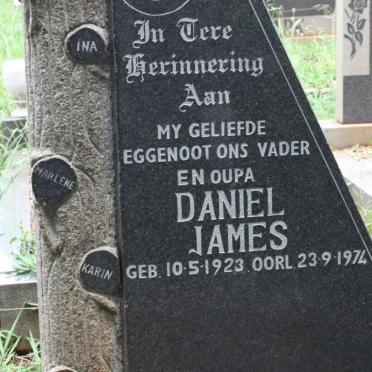 INA
MARLENE
KARIN
In Tere
Herinnering
Aan
MY GELIEFDE
EGGENOOT ONS VADER
EN OUPA
DANIEL
JAMES
GEB. 10·5·1923 OORL 23·9·1974